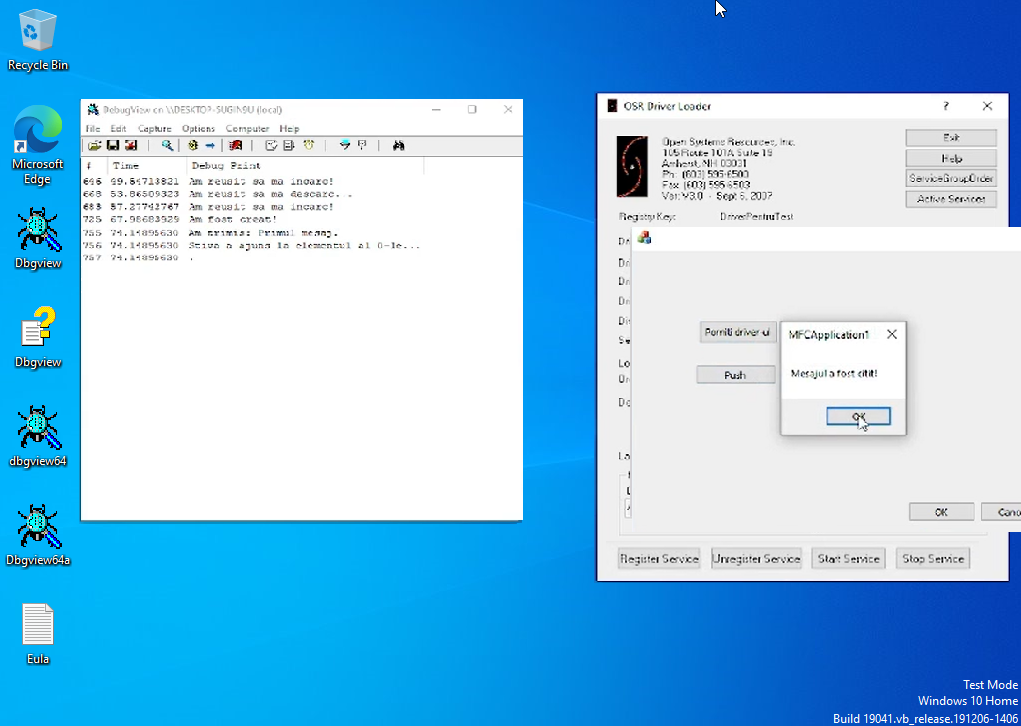 Recycle Bin
Microsoft
Edge
Dbgview
Dbgview
dbgview64
Dbgview64a
Eula
DebugView on \\DESKTOP-5UGIN9U (local)
File Edit Capture Options Computer Help
# Time Debug Print
646 49.84713821 Am reusit sa ma incarc!
668 53.86509323 Am reusit sa ma descarc. .
683 57.27742767 Am reusit sa ma incarc!
725 67.98683929 Am fost creat!
755 74.14895630 Am trimis: Primul mesaj.
756 74.14895630 Stiva a ajuns la elementul al 0-le...
757 74.14895630 .
OSR Driver Loader
? 
Open Systems Resources, Inc.
105 Route 101A Suite 19
Amherst, NH 03031
Ph: (603) 595-6500
Fax: (603) 595-6503
Ver: V3.0 - Sept 6, 2007
Exit
Help
ServiceGroupOrder
Active Services
Registry Key: DriverPentruTest
Porniti driver-ul
Push
MFCApplication1
Mesajul a fost citit!
OK
OK
Register Service Unregister Service Start Service Stop Service
Test Mode
Windows 10 Home
Build 19041.vb_release.191206-1406